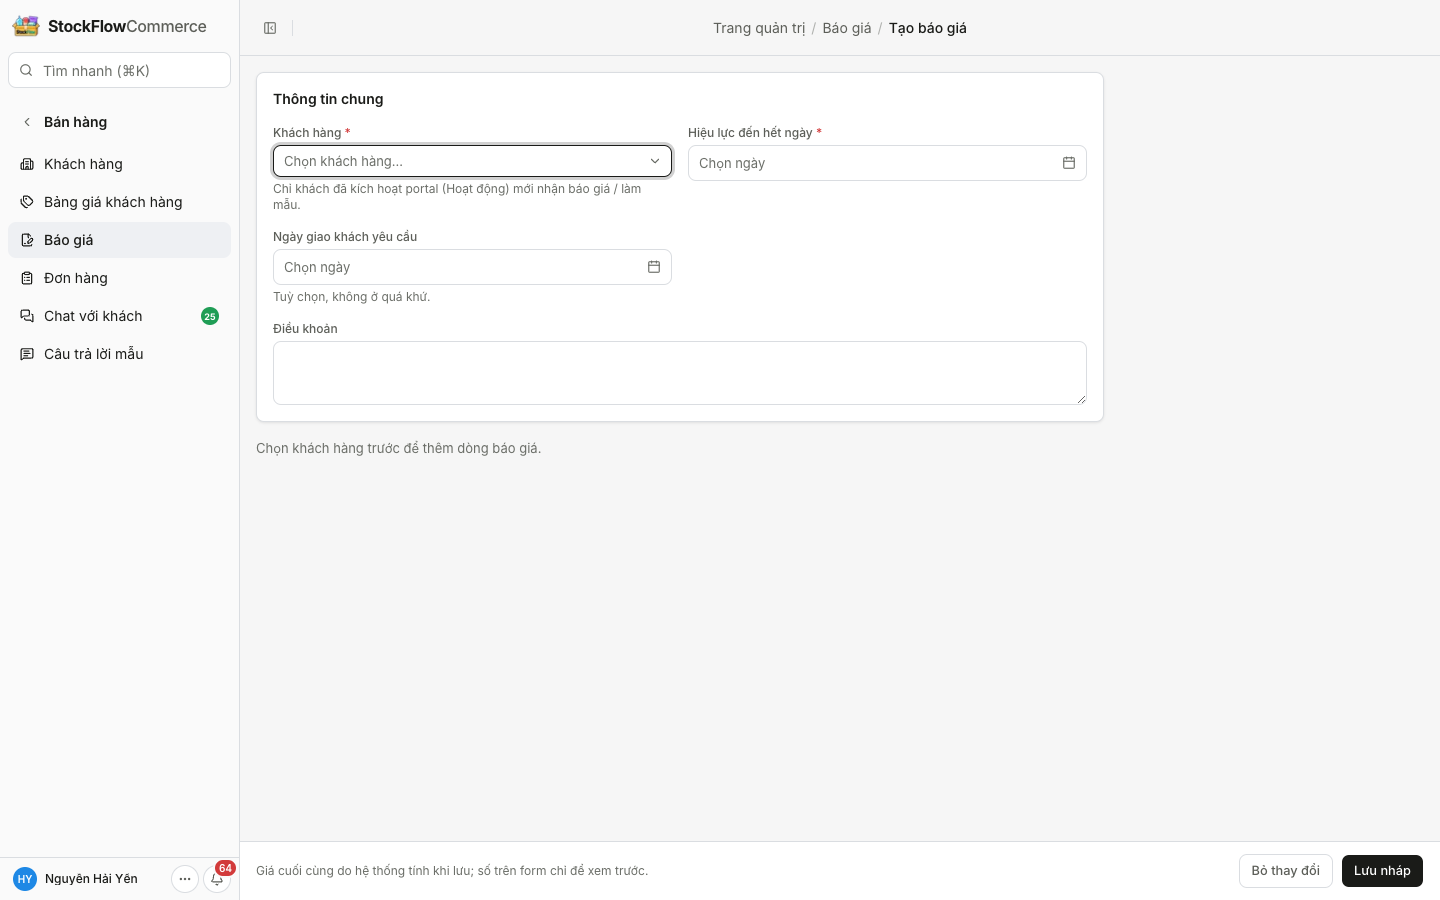 StockFlowCommerce
Trang quản trị / Báo giá / Tạo báo giá
Tìm nhanh (⌘K)
Bán hàng
Khách hàng
Bảng giá khách hàng
Báo giá
Đơn hàng
Chat với khách 25
Câu trả lời mẫu
Thông tin chung
Khách hàng *
Chọn khách hàng...
Chỉ khách đã kích hoạt portal (Hoạt động) mới nhận báo giá / làm
mẫu.
Hiệu lực đến hết ngày *
Chọn ngày
Ngày giao khách yêu cầu
Chọn ngày
Tuỳ chọn, không ở quá khứ.
Điều khoản
Chọn khách hàng trước để thêm dòng báo giá.
HY Nguyễn Hải Yến
64
Giá cuối cùng do hệ thống tính khi lưu; số trên form chỉ để xem trước.
Bỏ thay đổi
Lưu nháp